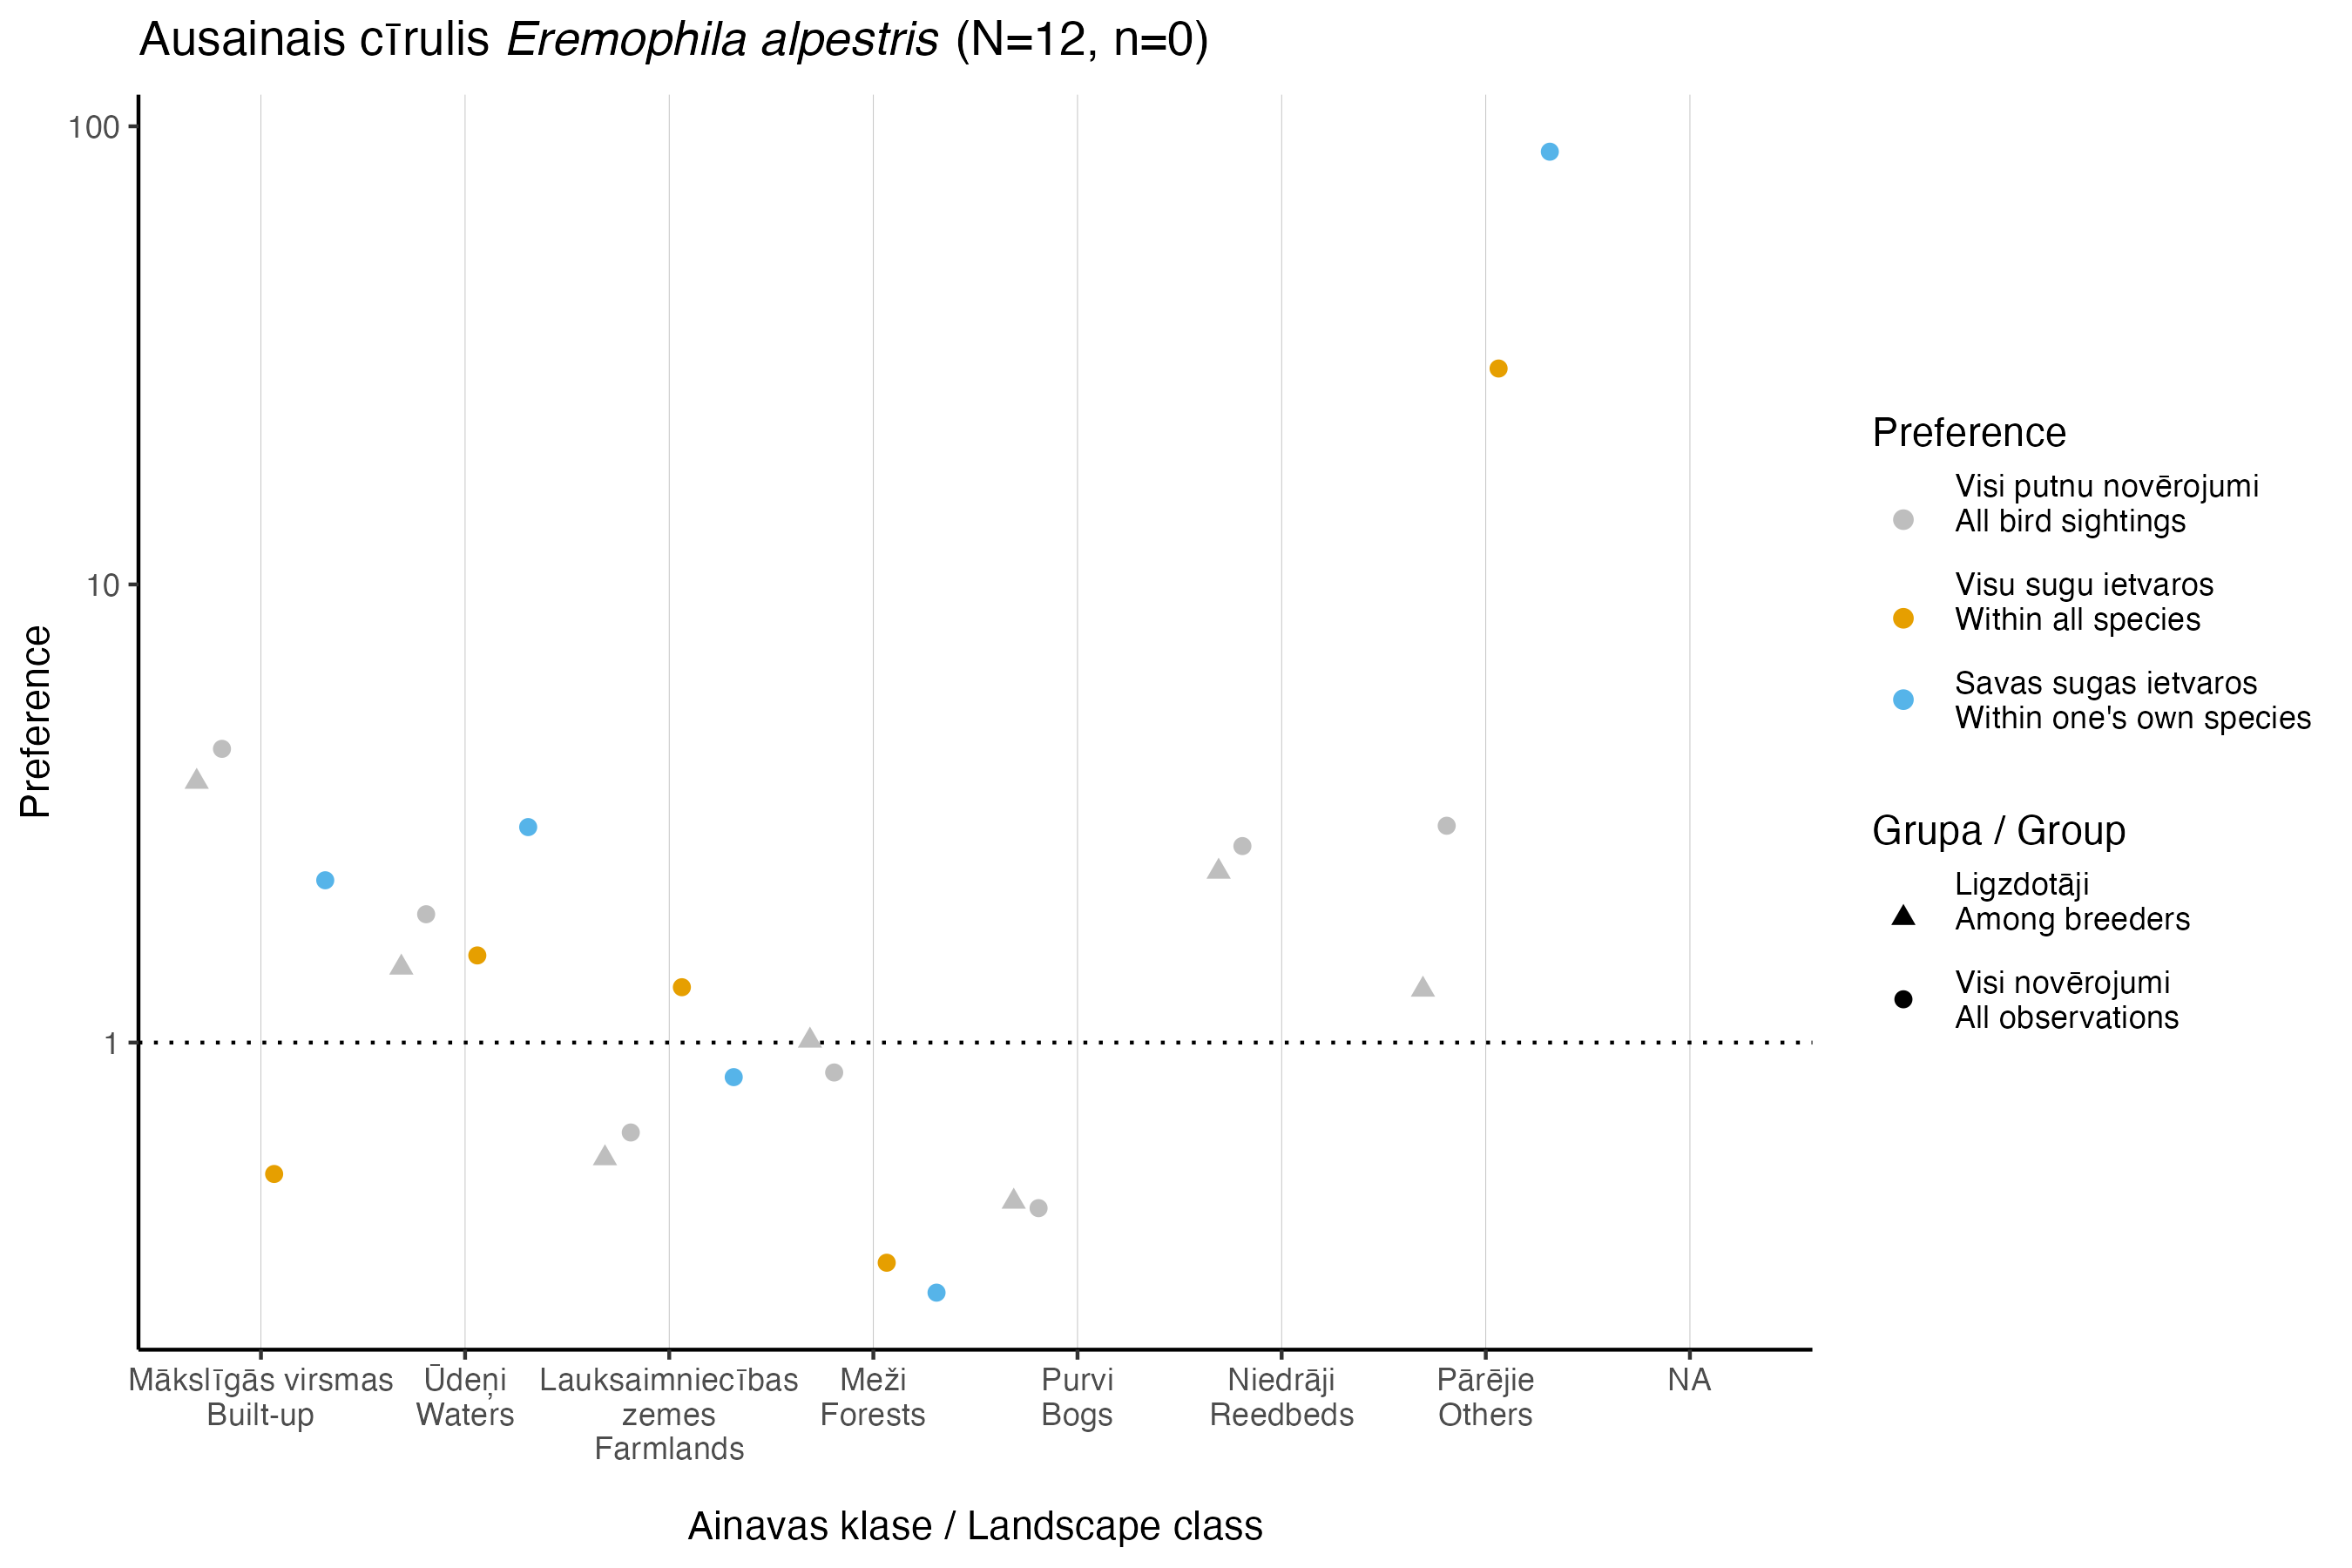 Ausainais cīrulis Eremophila alpestris (N=12, n=0)
100
10
1
Preference
Mākslīgās virsmas
Built-up
Ūdeņi
Waters
Lauksaimniecības
zemes
Farmlands
Meži
Forests
Purvi
Bogs
Niedrāji
Reedbeds
Pārējie
Others
NA
Ainavas klase / Landscape class
Preference
Visi putnu novērojumi
All bird sightings
Visu sugu ietvaros
Within all species
Savas sugas ietvaros
Within one's own species
Grupa / Group
Ligzdotāji
Among breeders
Visi novērojumi
All observations